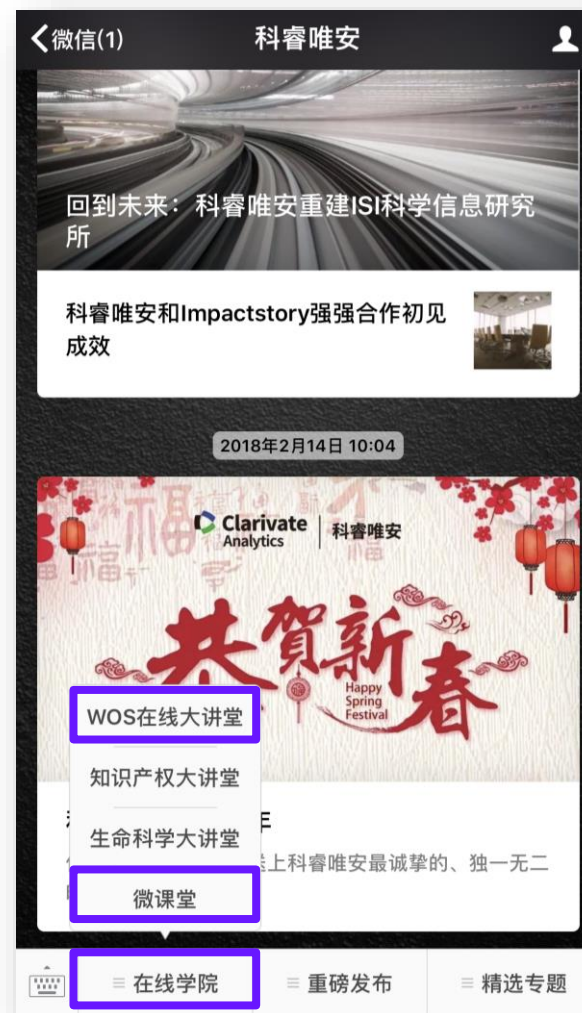 微信(1)
科睿唯安
回到未来：科睿唯安重建ISI科学信息研究
所
科睿唯安和Impactstory强强合作初见
成效
2018年2月14日 10:04
Clarivate
Analytics
科睿唯安
恭賀新春
Happy
Spring
Festival
WOS在线大讲堂
知识产权大讲堂
生命科学大讲堂
送上科睿唯安最诚挚的、独一无二
微课堂
在线学院
重磅发布
精选专题